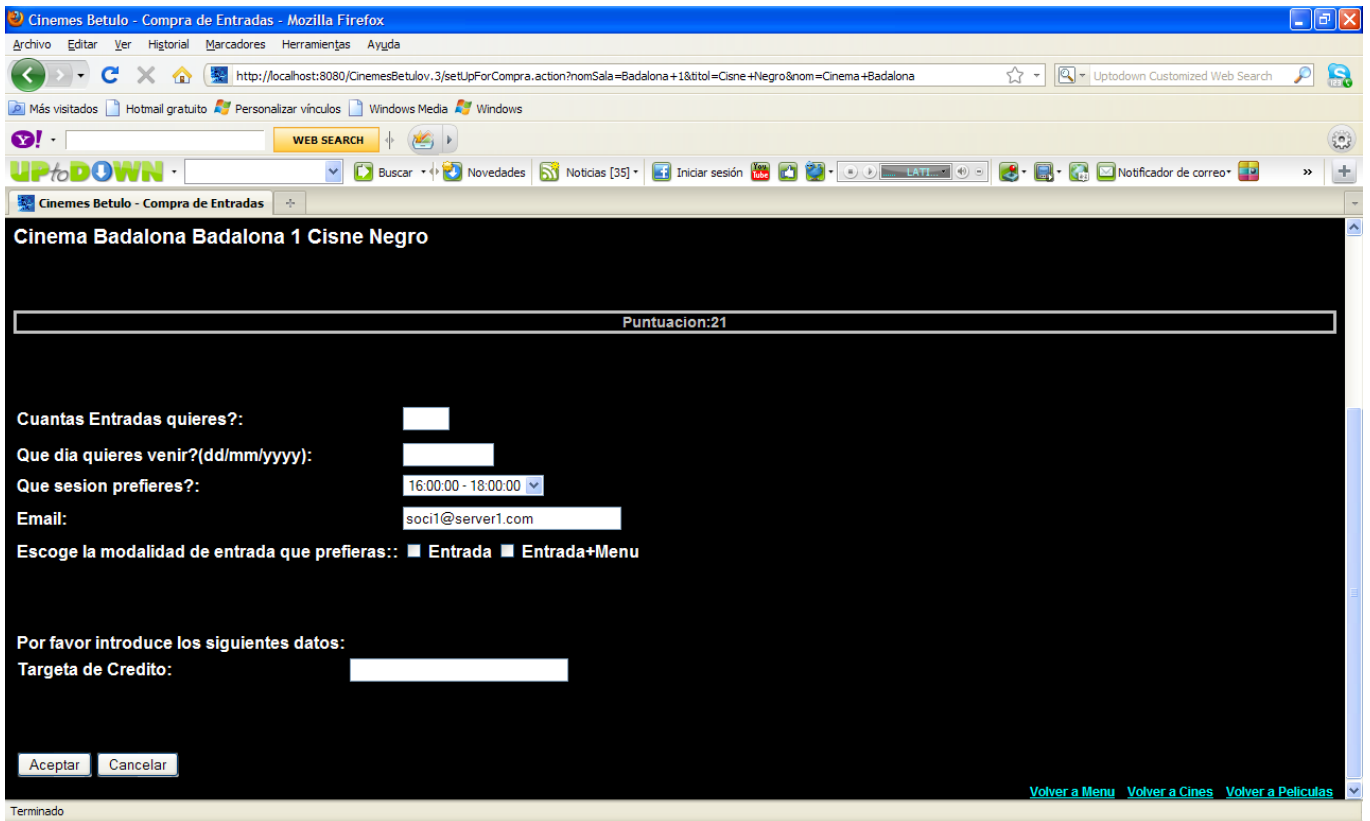 Cinemes Betulo - Compra de Entradas - Mozilla Firefox
Archivo Editar Ver Historial Marcadores Herramientas Ayuda
http://localhost:8080/CinemesBetulov.3/setUpForCompra.action?nomSala=Badalona+1&titol=Cisne+Negro&nom=Cinema+Badalona Uptodown Customized Web Search
Más visitados Hotmail gratuito Personalizar vínculos Windows Media Windows
Y! WEB SEARCH
UPtoDOWN Buscar Novedades Noticias [35] Iniciar sesión You Tube LATI... Notificador de correo »
Cinemes Betulo - Compra de Entradas
Cinema Badalona Badalona 1 Cisne Negro
Puntuacion:21
Cuantas Entradas quieres?:
Que dia quieres venir?(dd/mm/yyyy):
Que sesion prefieres?: 16:00:00 - 18:00:00
Email: soci1@server1.com
Escoge la modalidad de entrada que prefieras:: Entrada Entrada+Menu
Por favor introduce los siguientes datos:
Targeta de Credito:
Aceptar Cancelar
Volver a Menu Volver a Cines Volver a Peliculas
Terminado